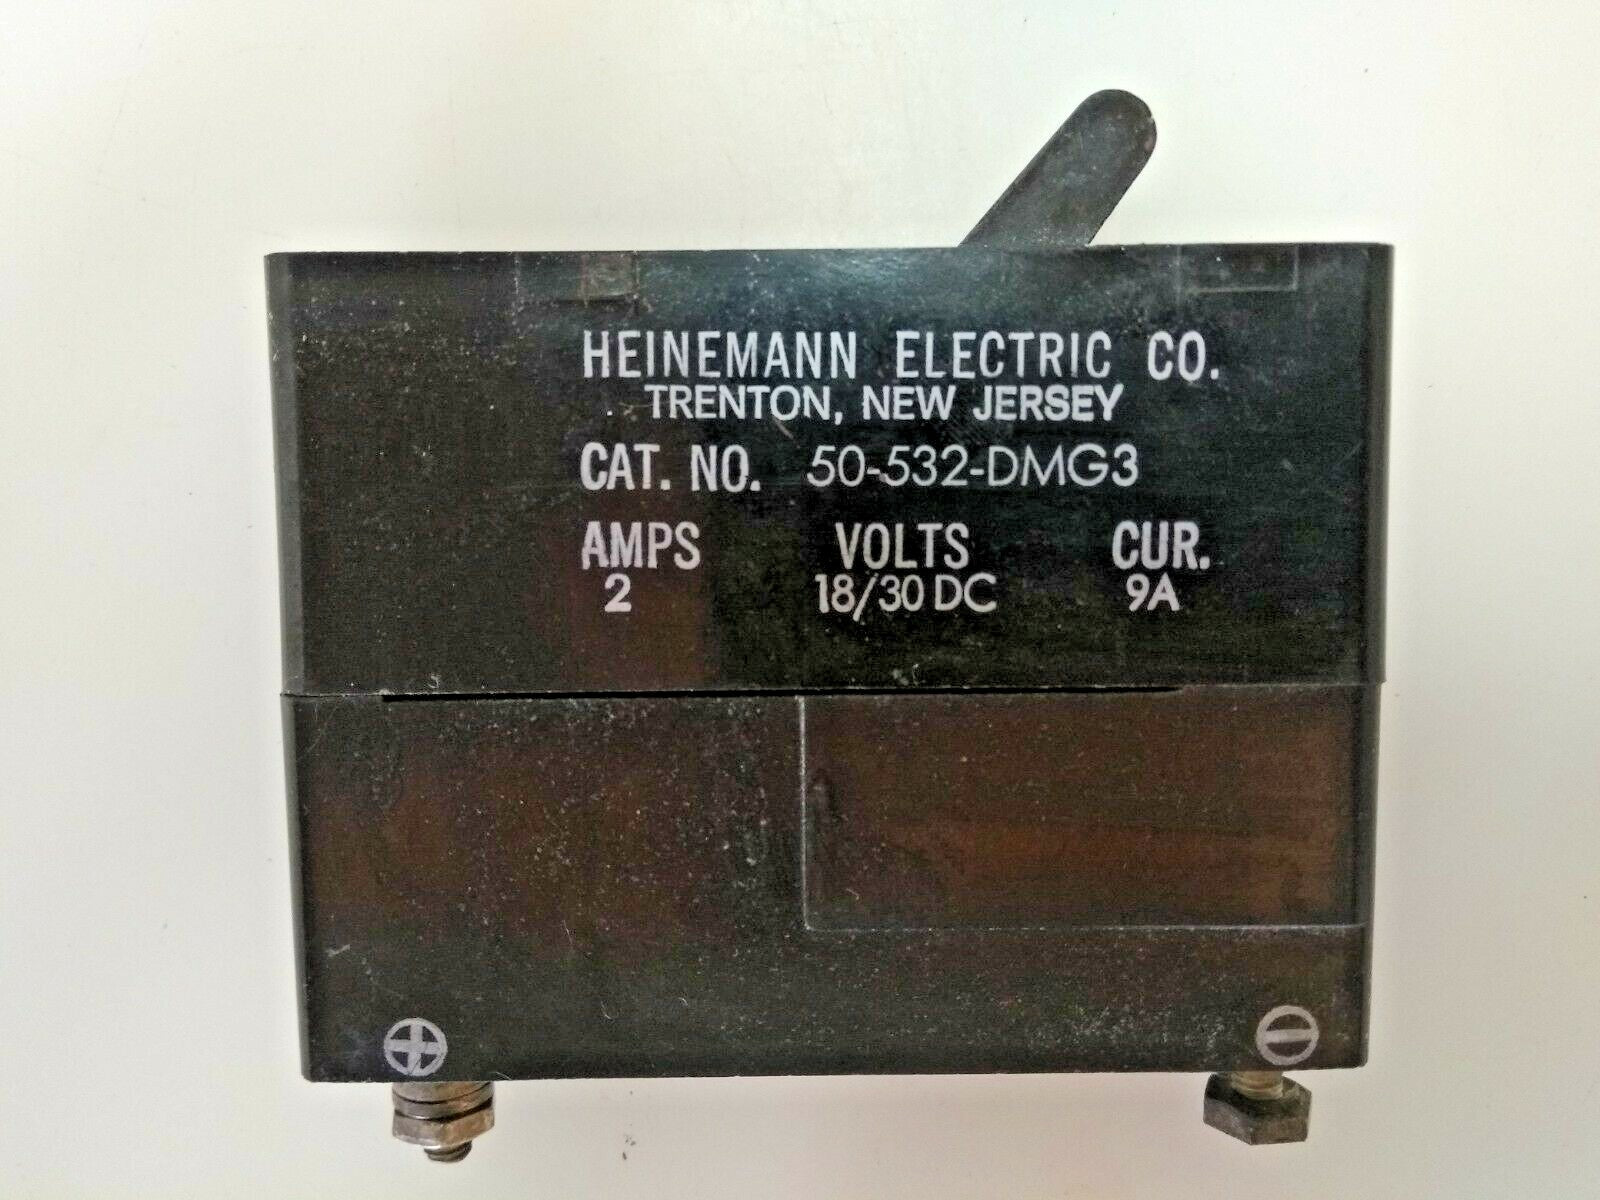 HEINEMANN ELECTRIC CO.
TRENTON, NEW JERSEY
CAT. NO. 50-532-DMG3
AMPS VOLTS CUR.
2 18/30 DC 9A
+ −